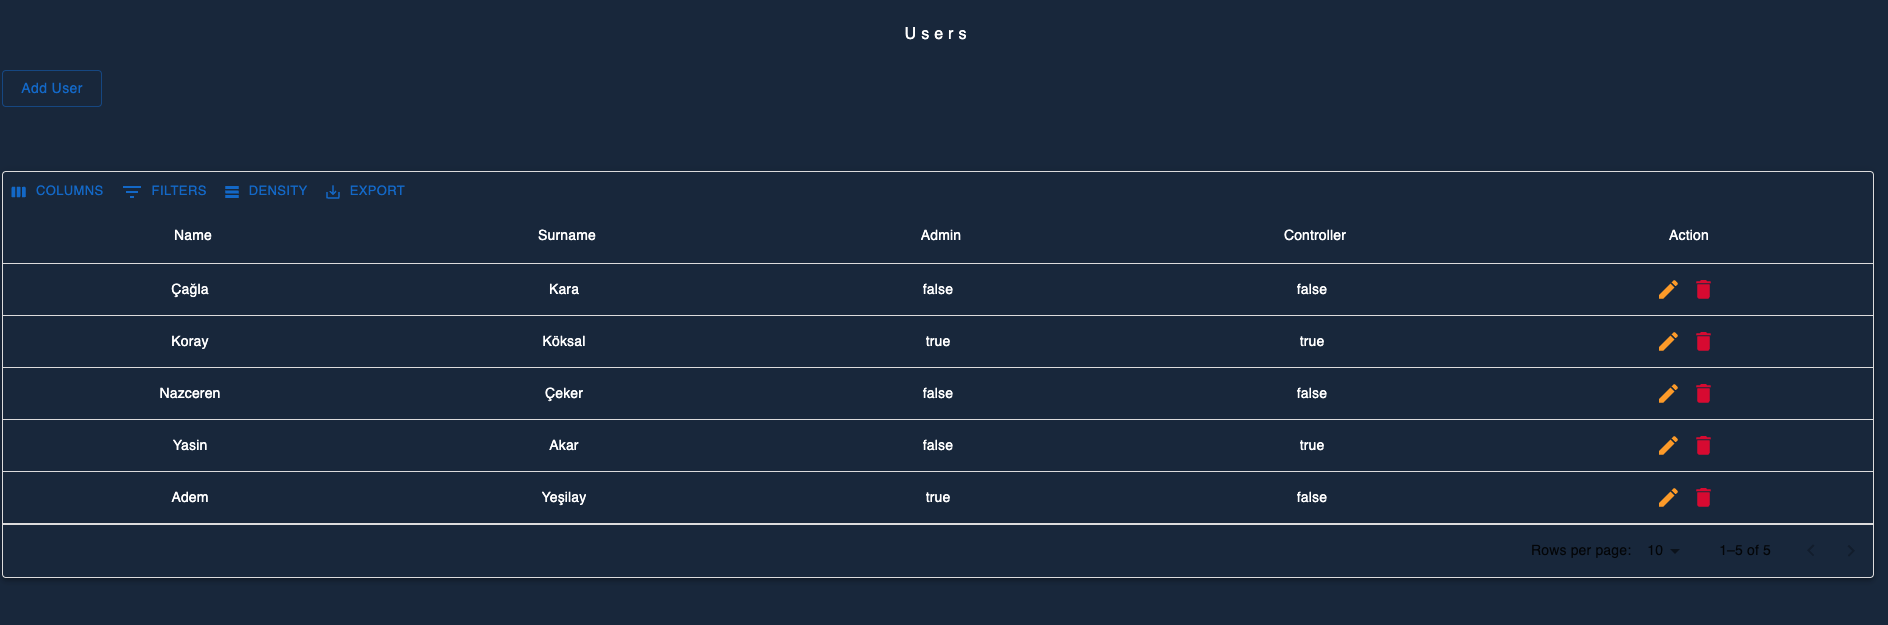 Users
Add User
COLUMNS FILTERS DENSITY EXPORT
Name Surname Admin Controller Action
Çağla Kara false false
Koray Köksal true true
Nazceren Çeker false false
Yasin Akar false true
Adem Yeşilay true false
Rows per page: 10 1–5 of 5